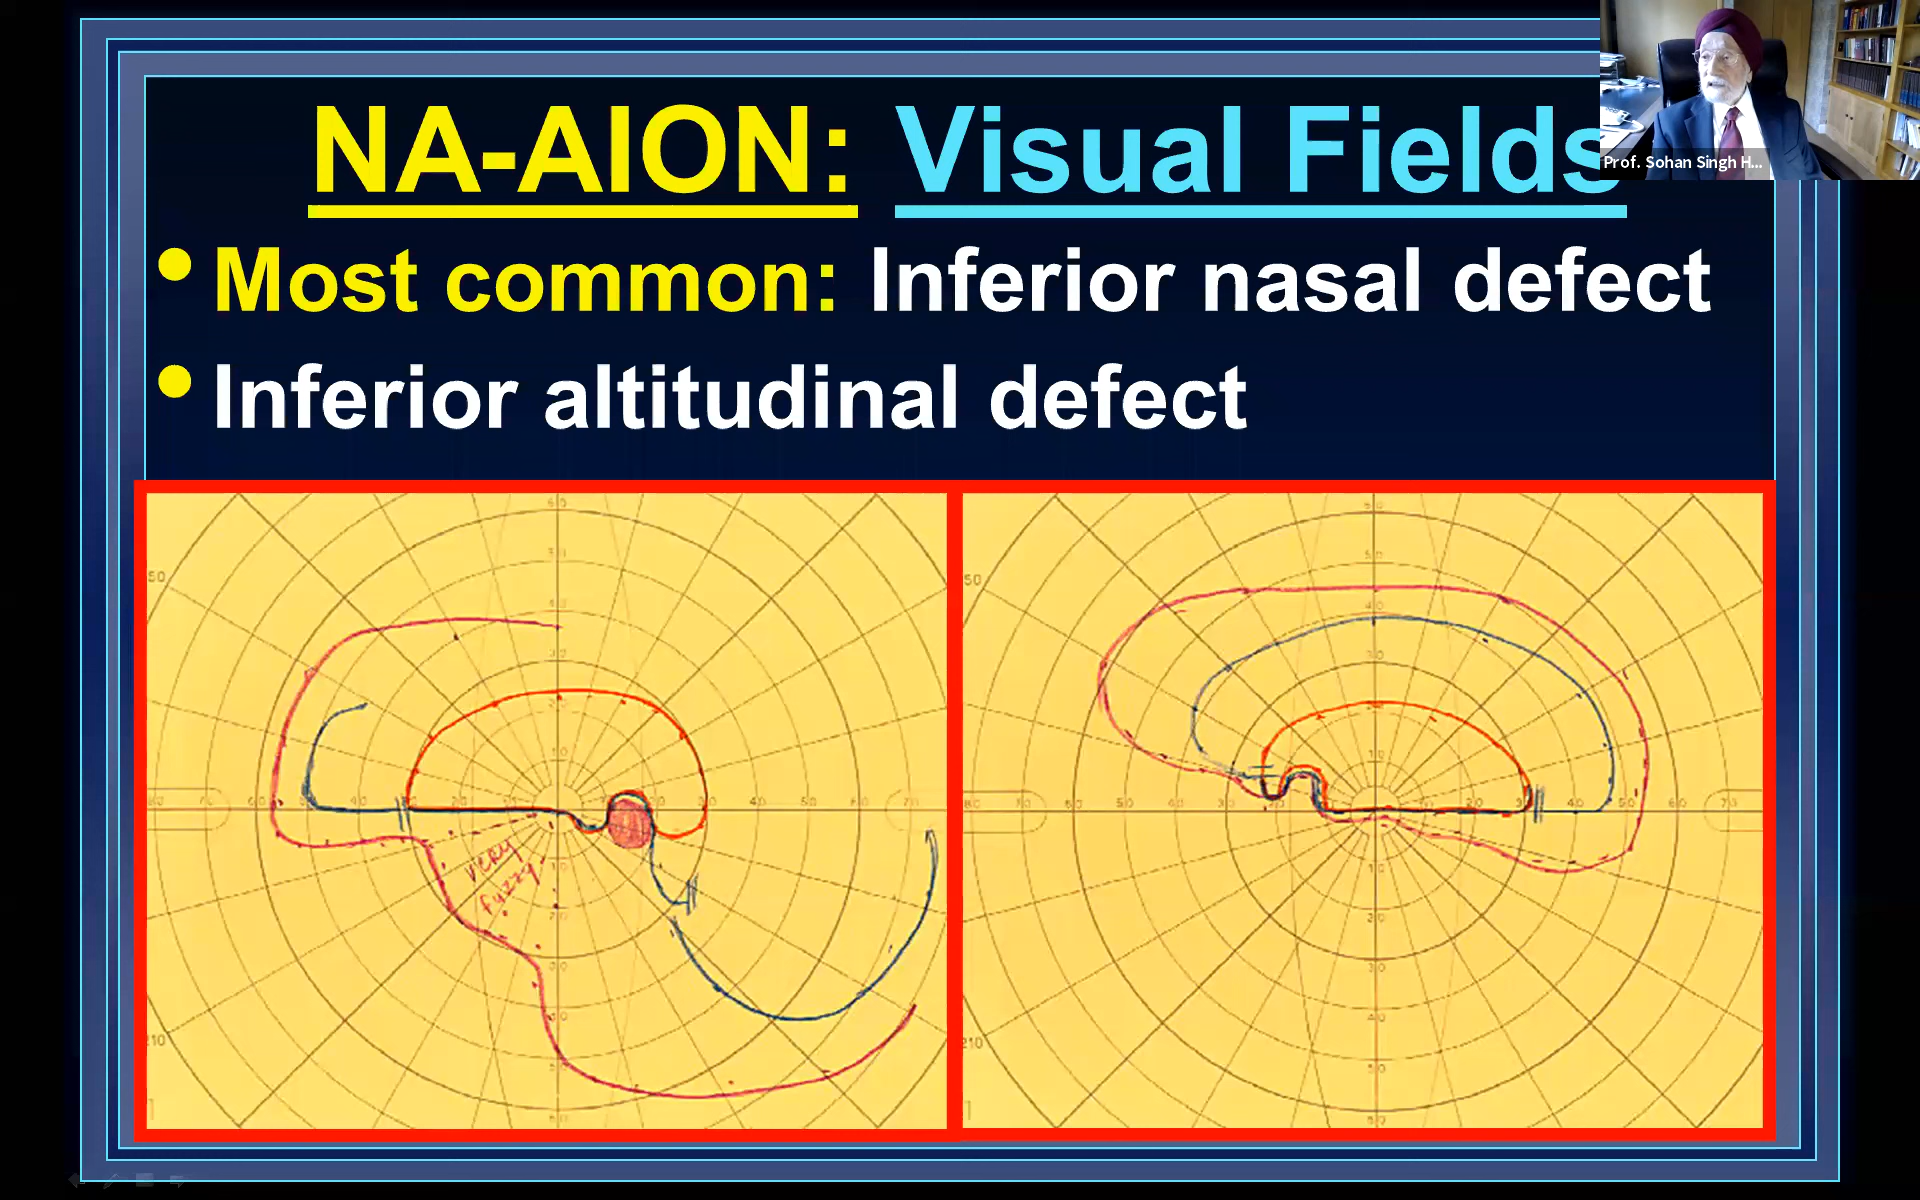 NA-AION: Visual Fields
Prof. Sohan Singh H...
• Most common: Inferior nasal defect
• Inferior altitudinal defect
very
fuzzy